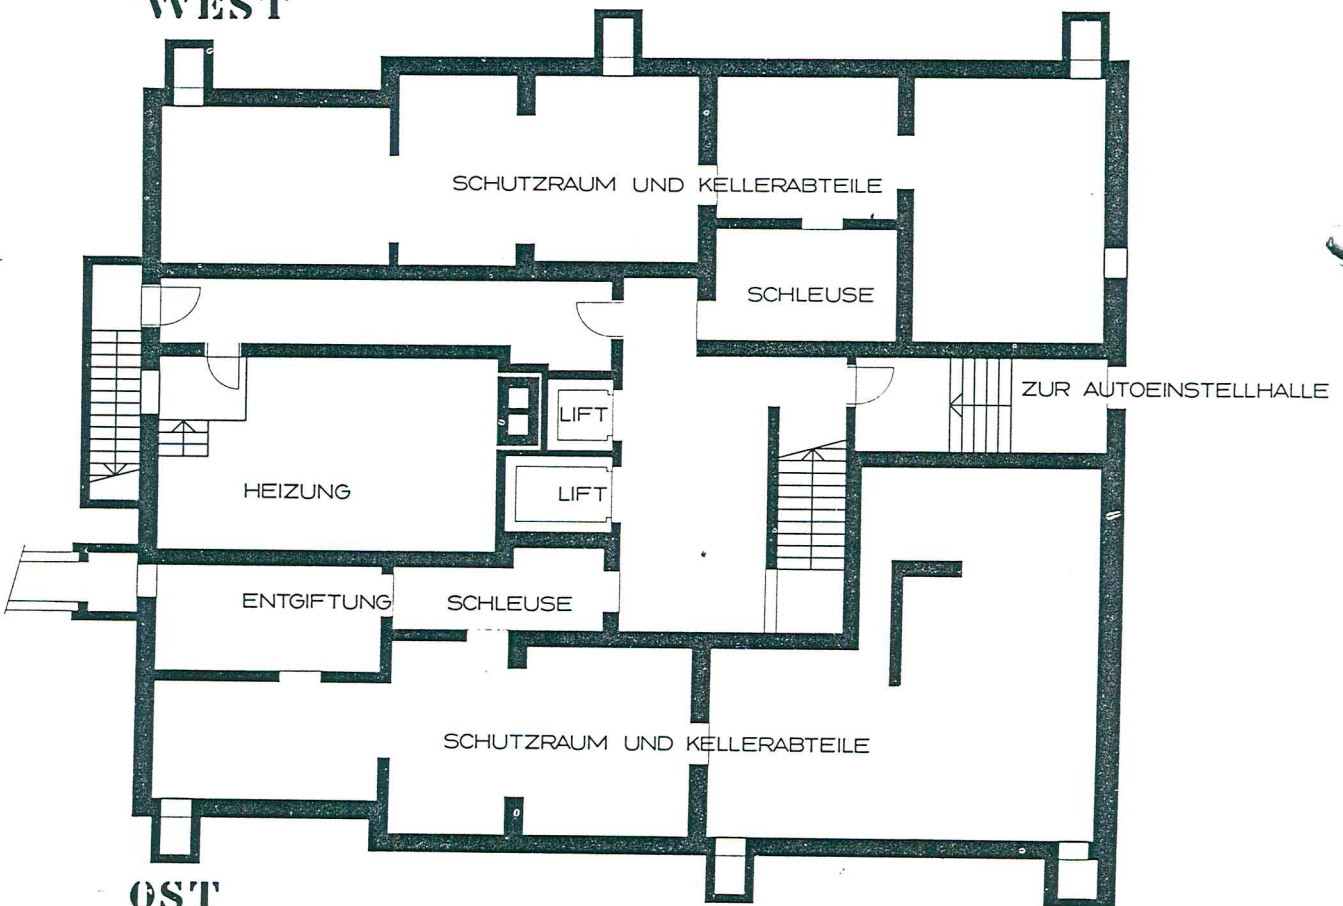 WEST
SCHUTZRAUM UND KELLERABTEILE
SCHLEUSE
ZUR AUTOEINSTELLHALLE
LIFT
HEIZUNG
LIFT
ENTGIFTUNG
SCHLEUSE
SCHUTZRAUM UND KELLERABTEILE
OST